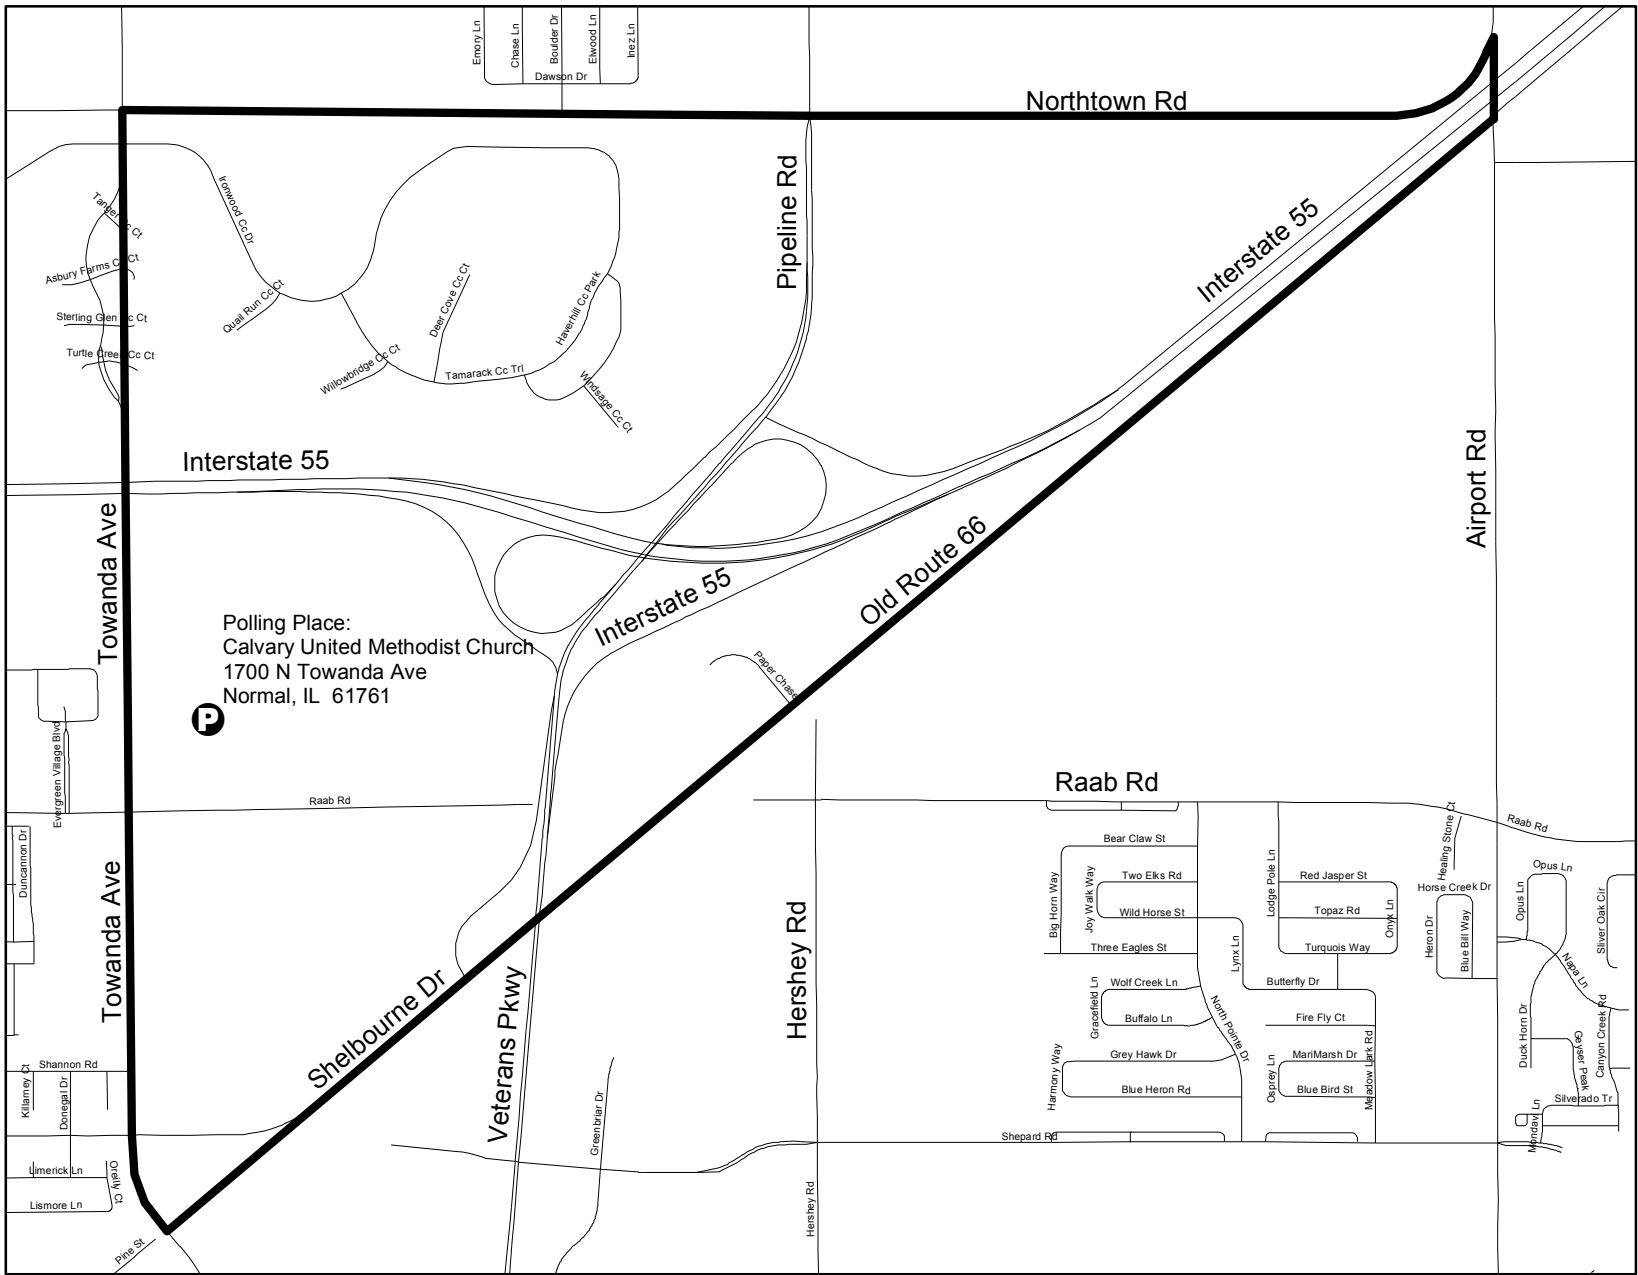 Emory Ln
Chase Ln
Boulder Dr
Elwood Ln
Inez Ln
Dawson Dr
Northtown Rd
Pipeline Rd
Ironwood Cc Dr
Tanger Cc Ct
Asbury Farms Cc Ct
Sterling Glen Cc Ct
Turtle Creek Cc Ct
Quail Run Cc Ct
Deer Cove Cc Ct
Haverhill Cc Park
Willowbridge Cc Ct
Tamarack Cc Trl
Windsage Cc Ct
Interstate 55
Interstate 55
Airport Rd
Towanda Ave
Old Route 66
Interstate 55
Polling Place:
Calvary United Methodist Church
1700 N Towanda Ave
Normal, IL 61761
P
Paper Chase
Evergreen Village Blvd
Raab Rd
Raab Rd
Raab Rd
Duncannon Dr
Towanda Ave
Shelbourne Dr
Veterans Pkwy
Hershey Rd
Bear Claw St
Big Horn Way
Joy Walk Way
Two Elks Rd
Wild Horse St
Three Eagles St
Lodge Pole Ln
Red Jasper St
Topaz Rd
Onyx Ln
Turquois Way
Lynx Ln
Butterfly Dr
Healing Stone Ct
Horse Creek Dr
Heron Dr
Blue Bill Way
Opus Ln
Opus Ln
Sliver Oak Cir
Napa Ln
Wolf Creek Ln
Gracefield Ln
Buffalo Ln
North Pointe Dr
Fire Fly Ct
Grey Hawk Dr
Harmony Way
Blue Heron Rd
Osprey Ln
MariMarsh Dr
Blue Bird St
Meadow Lark Rd
Duck Horn Dr
Geyser Peak
Canyon Creek Rd
Silverado Tr
Mondavi Ln
Shepard Rd
Shannon Rd
Killarney Ct
Donegal Dr
Limerick Ln
Oreilly Ct
Lismore Ln
Pine St
Greenbriar Dr
Hershey Rd